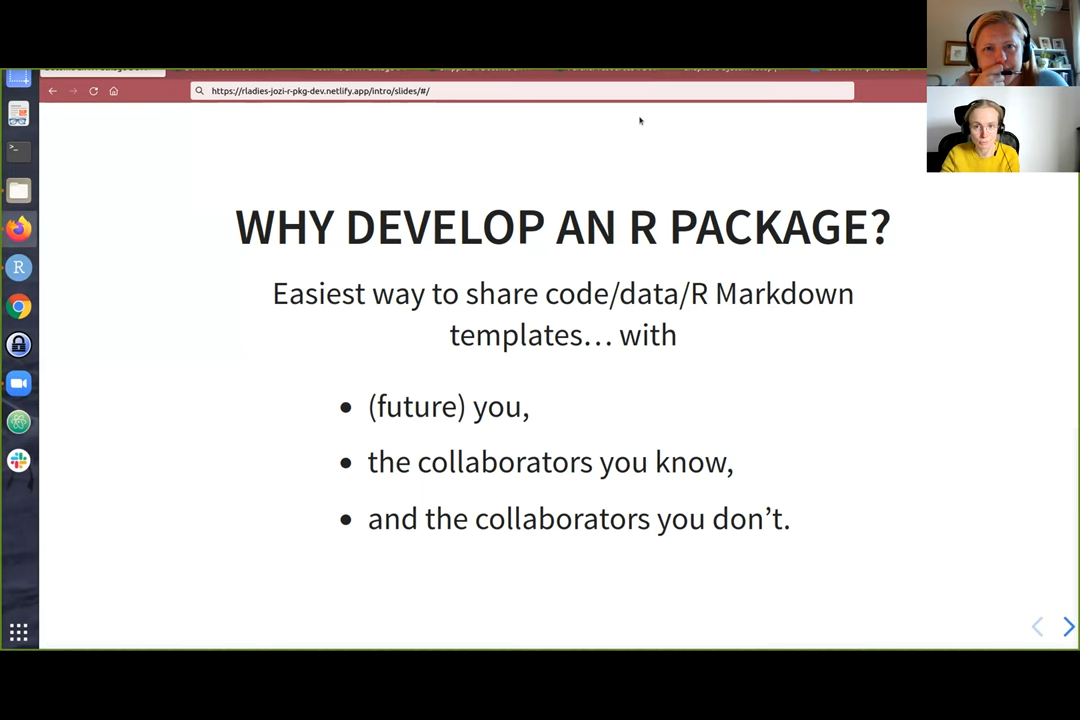 https://rladies-jozi-r-pkg-dev.netlify.app/intro/slides/#/
WHY DEVELOP AN R PACKAGE?
Easiest way to share code/data/R Markdown
templates… with
• (future) you,
• the collaborators you know,
• and the collaborators you don’t.
R